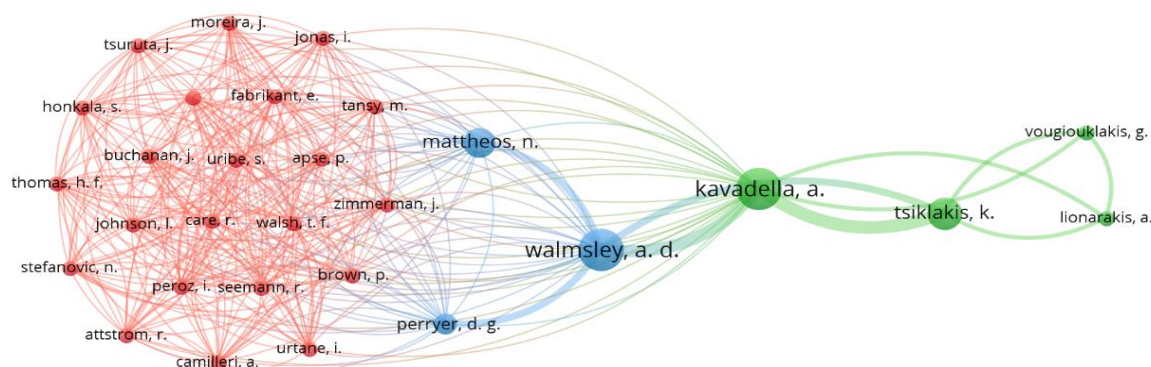 moreira, j.
tsuruta, j.
jonas, i.
honkala, s.
fabrikant, e.
tansy, m.
mattheos, n.
vougiouklakis, g.
buchanan, j.
uribe, s.
apse, p.
thomas, h. f.
kavadella, a.
zimmerman, j.
tsiklakis, k.
lionarakis, a.
johnson, l.
care, r.
walsh, t. f.
walmsley, a. d.
stefanovic, n.
brown, p.
peroz, i.
seemann, r.
perryer, d. g.
attstrom, r.
urtane, i.
camilleri, a.